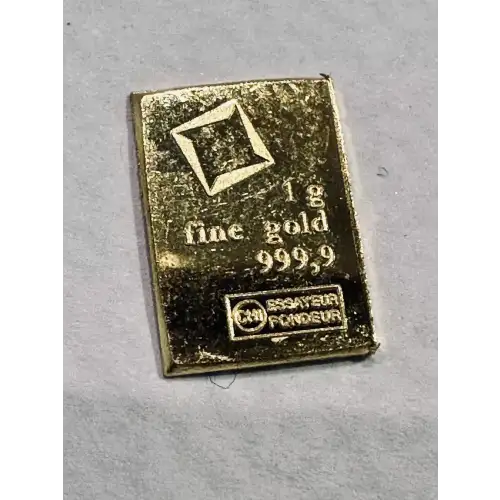 1 g
fine gold
999,9
CHI ESSAYEUR
FONDEUR